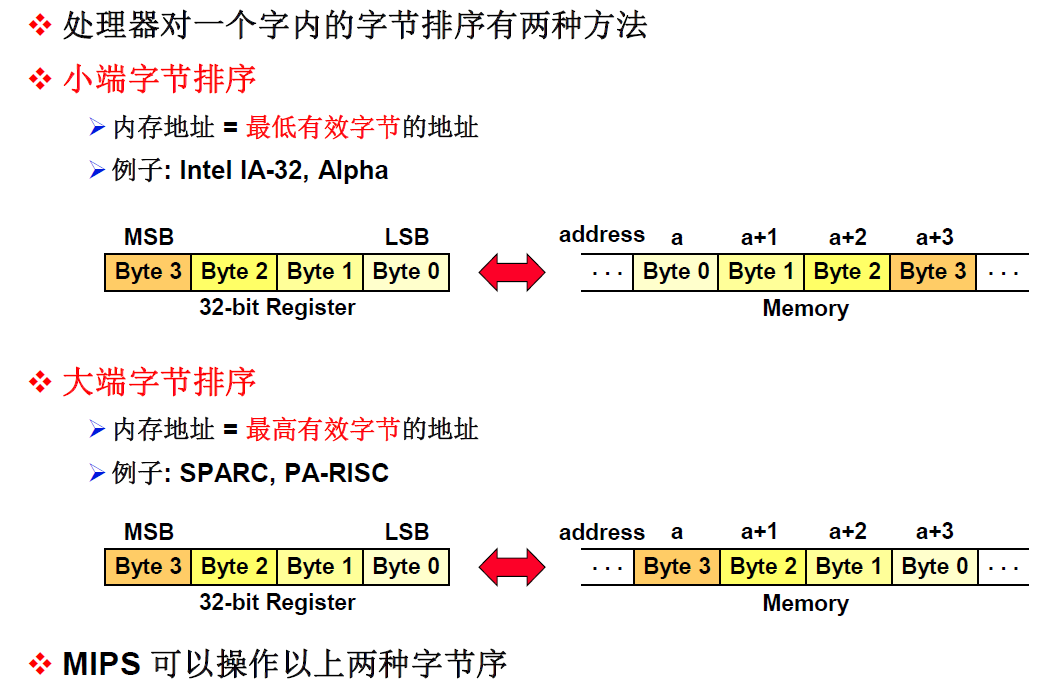 处理器对一个字内的字节排序有两种方法
小端字节排序
内存地址 = 最低有效字节的地址
例子: Intel IA-32, Alpha
MSB LSB address a a+1 a+2 a+3
Byte 3 Byte 2 Byte 1 Byte 0 · · · Byte 0 Byte 1 Byte 2 Byte 3 · · ·
32-bit Register Memory
大端字节排序
内存地址 = 最高有效字节的地址
例子: SPARC, PA-RISC
MSB LSB address a a+1 a+2 a+3
Byte 3 Byte 2 Byte 1 Byte 0 · · · Byte 3 Byte 2 Byte 1 Byte 0 · · ·
32-bit Register Memory
MIPS 可以操作以上两种字节序